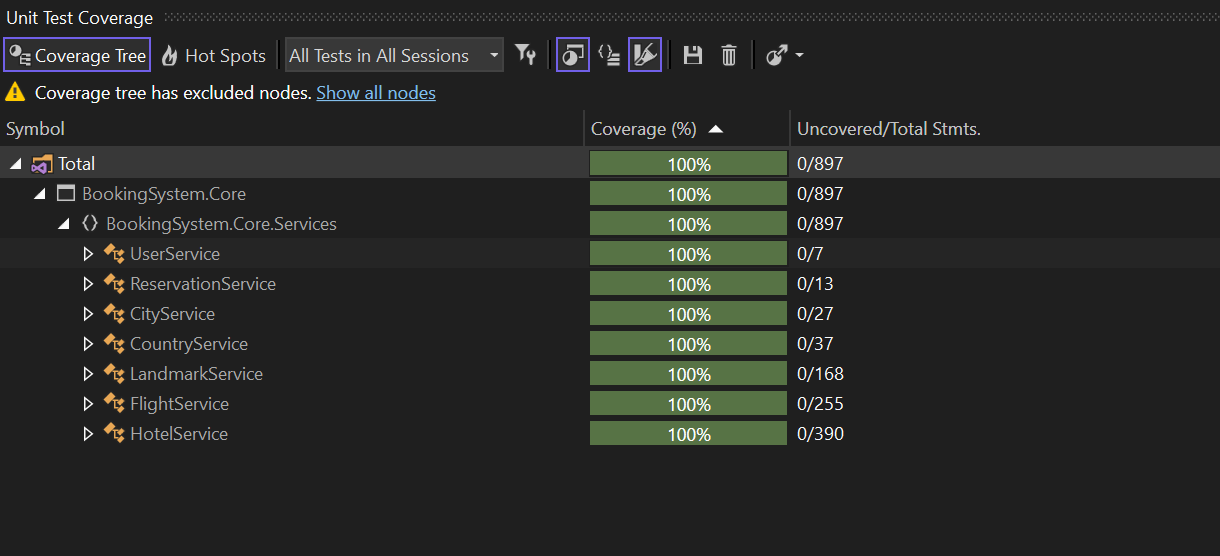 Unit Test Coverage
Coverage Tree Hot Spots All Tests in All Sessions
Coverage tree has excluded nodes. Show all nodes
Symbol Coverage (%) Uncovered/Total Stmts.
Total 100% 0/897
BookingSystem.Core 100% 0/897
BookingSystem.Core.Services 100% 0/897
UserService 100% 0/7
ReservationService 100% 0/13
CityService 100% 0/27
CountryService 100% 0/37
LandmarkService 100% 0/168
FlightService 100% 0/255
HotelService 100% 0/390